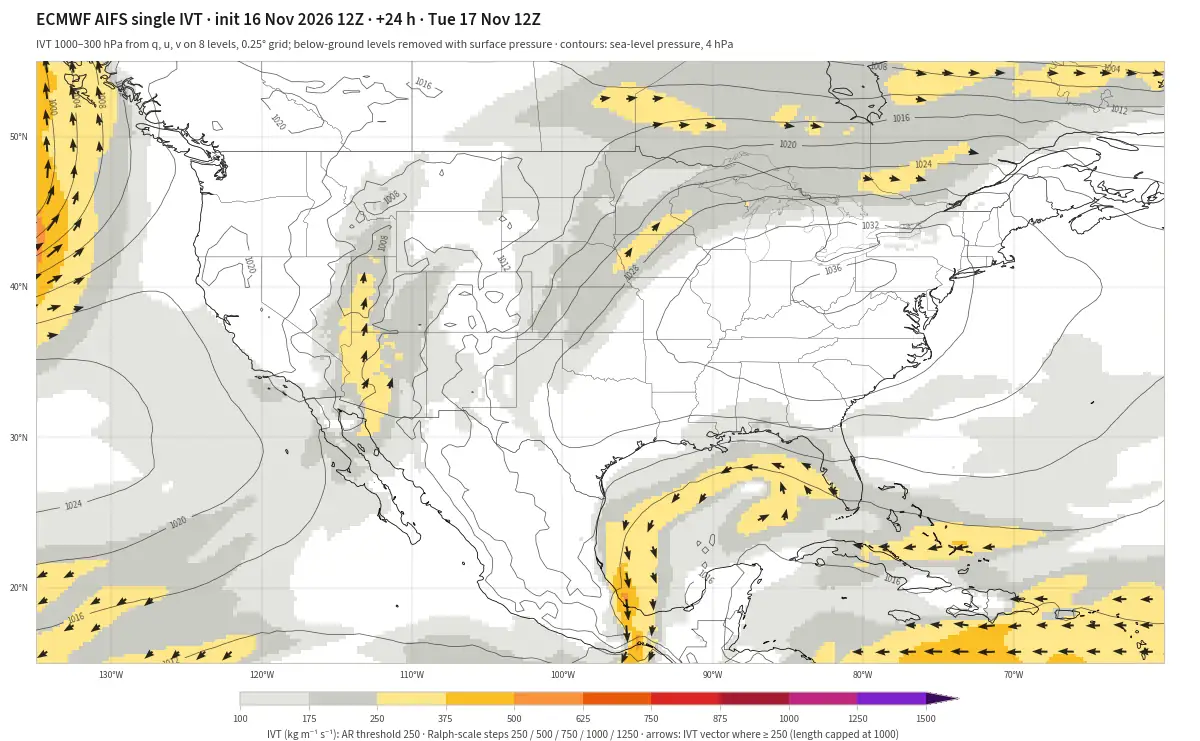 ECMWF AIFS single IVT · init 16 Nov 2026 12Z · +24 h · Tue 17 Nov 12Z
IVT 1000–300 hPa from q, u, v on 8 levels, 0.25° grid; below-ground levels removed with surface pressure · contours: sea-level pressure, 4 hPa
1008
1004
1016
1000
1004
1008
1012
1020
1016
50°N
1020
1024
1008
1032
1008
1020
1012
1028
1036
40°N
30°N
1024
1020
1016
1016
20°N
1016
1012
130°W
120°W
110°W
100°W
90°W
80°W
70°W
100
175
250
375
500
625
750
875
1000
1250
1500
IVT (kg m⁻¹ s⁻¹): AR threshold 250 · Ralph-scale steps 250 / 500 / 750 / 1000 / 1250 · arrows: IVT vector where ≥ 250 (length capped at 1000)